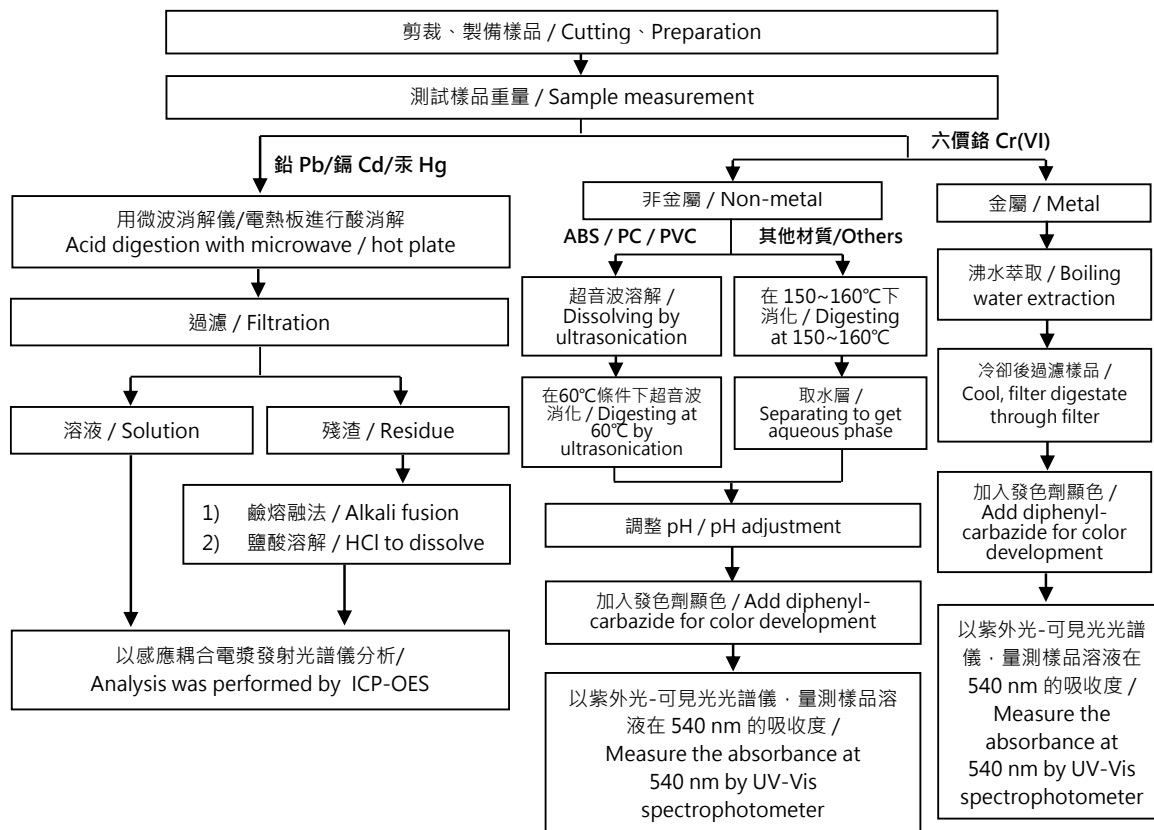 剪裁、製備樣品 / Cutting、Preparation
測試樣品重量 / Sample measurement
鉛 Pb/鎘 Cd/汞 Hg
六價鉻 Cr(VI)
用微波消解儀/電熱板進行酸消解
Acid digestion with microwave / hot plate
過濾 / Filtration
溶液 / Solution
殘渣 / Residue
1) 鹼熔融法 / Alkali fusion
2) 鹽酸溶解 / HCl to dissolve
以感應耦合電漿發射光譜儀分析/
Analysis was performed by ICP-OES
非金屬 / Non-metal
ABS / PC / PVC
其他材質/Others
超音波溶解 /
Dissolving by
ultrasonication
在60℃條件下超音波
消化 / Digesting at
60℃ by
ultrasonication
在 150~160℃下
消化 / Digesting
at 150~160℃
取水層 /
Separating to get
aqueous phase
調整 pH / pH adjustment
加入發色劑顯色 / Add diphenyl-
carbazide for color development
以紫外光-可見光光譜儀，量測樣品溶
液在 540 nm 的吸收度 /
Measure the absorbance at
540 nm by UV-Vis
spectrophotometer
金屬 / Metal
沸水萃取 / Boiling
water extraction
冷卻後過濾樣品 /
Cool, filter digestate
through filter
加入發色劑顯色 /
Add diphenyl-
carbazide for color
development
以紫外光-可見光光譜
儀，量測樣品溶液在
540 nm 的吸收度 /
Measure the
absorbance at
540 nm by UV-Vis
spectrophotometer